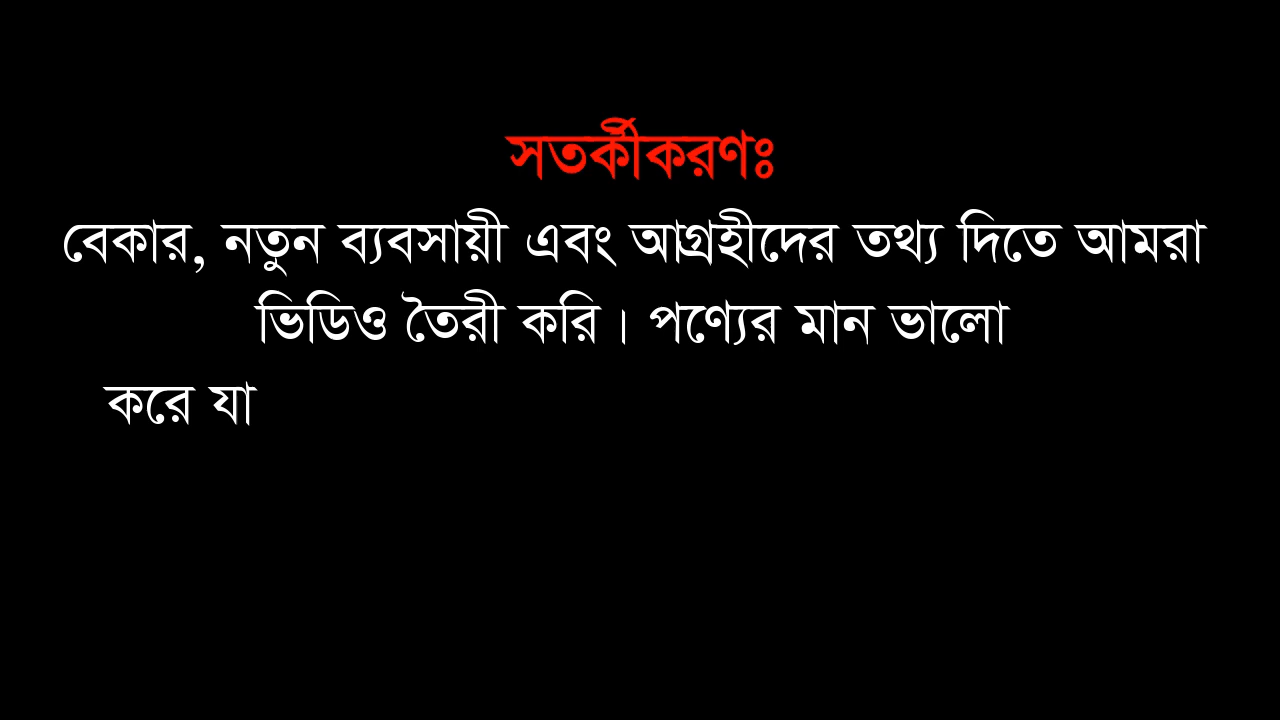 সতর্কীকরণঃ
বেকার, নতুন ব্যবসায়ী এবং আগ্রহীদের তথ্য দিতে আমরা
ভিডিও তৈরী করি। পণ্যের মান ভালো
করে যা